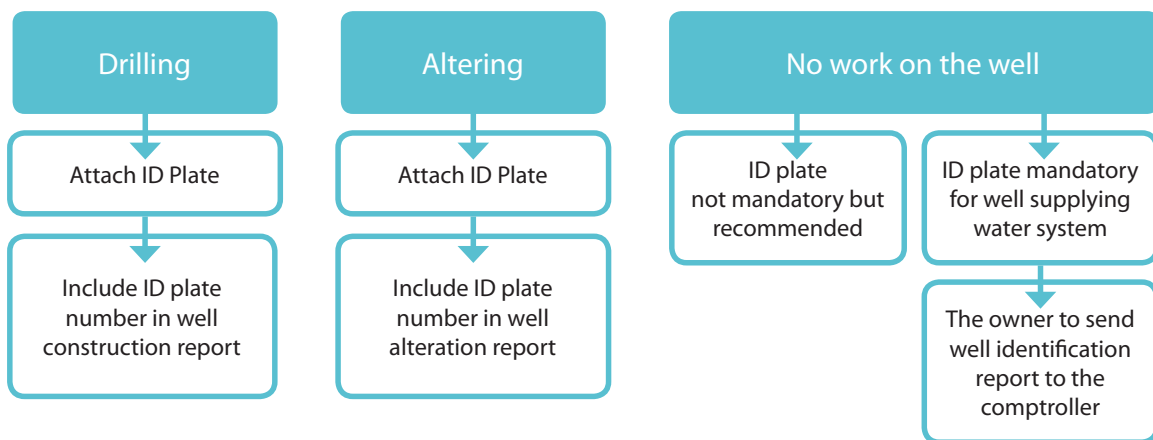 Drilling
Attach ID Plate
Include ID plate
number in well
construction report
Altering
Attach ID Plate
Include ID plate
number in well
alteration report
No work on the well
ID plate
not mandatory but
recommended
ID plate mandatory
for well supplying
water system
The owner to send
well identification
report to the
comptroller